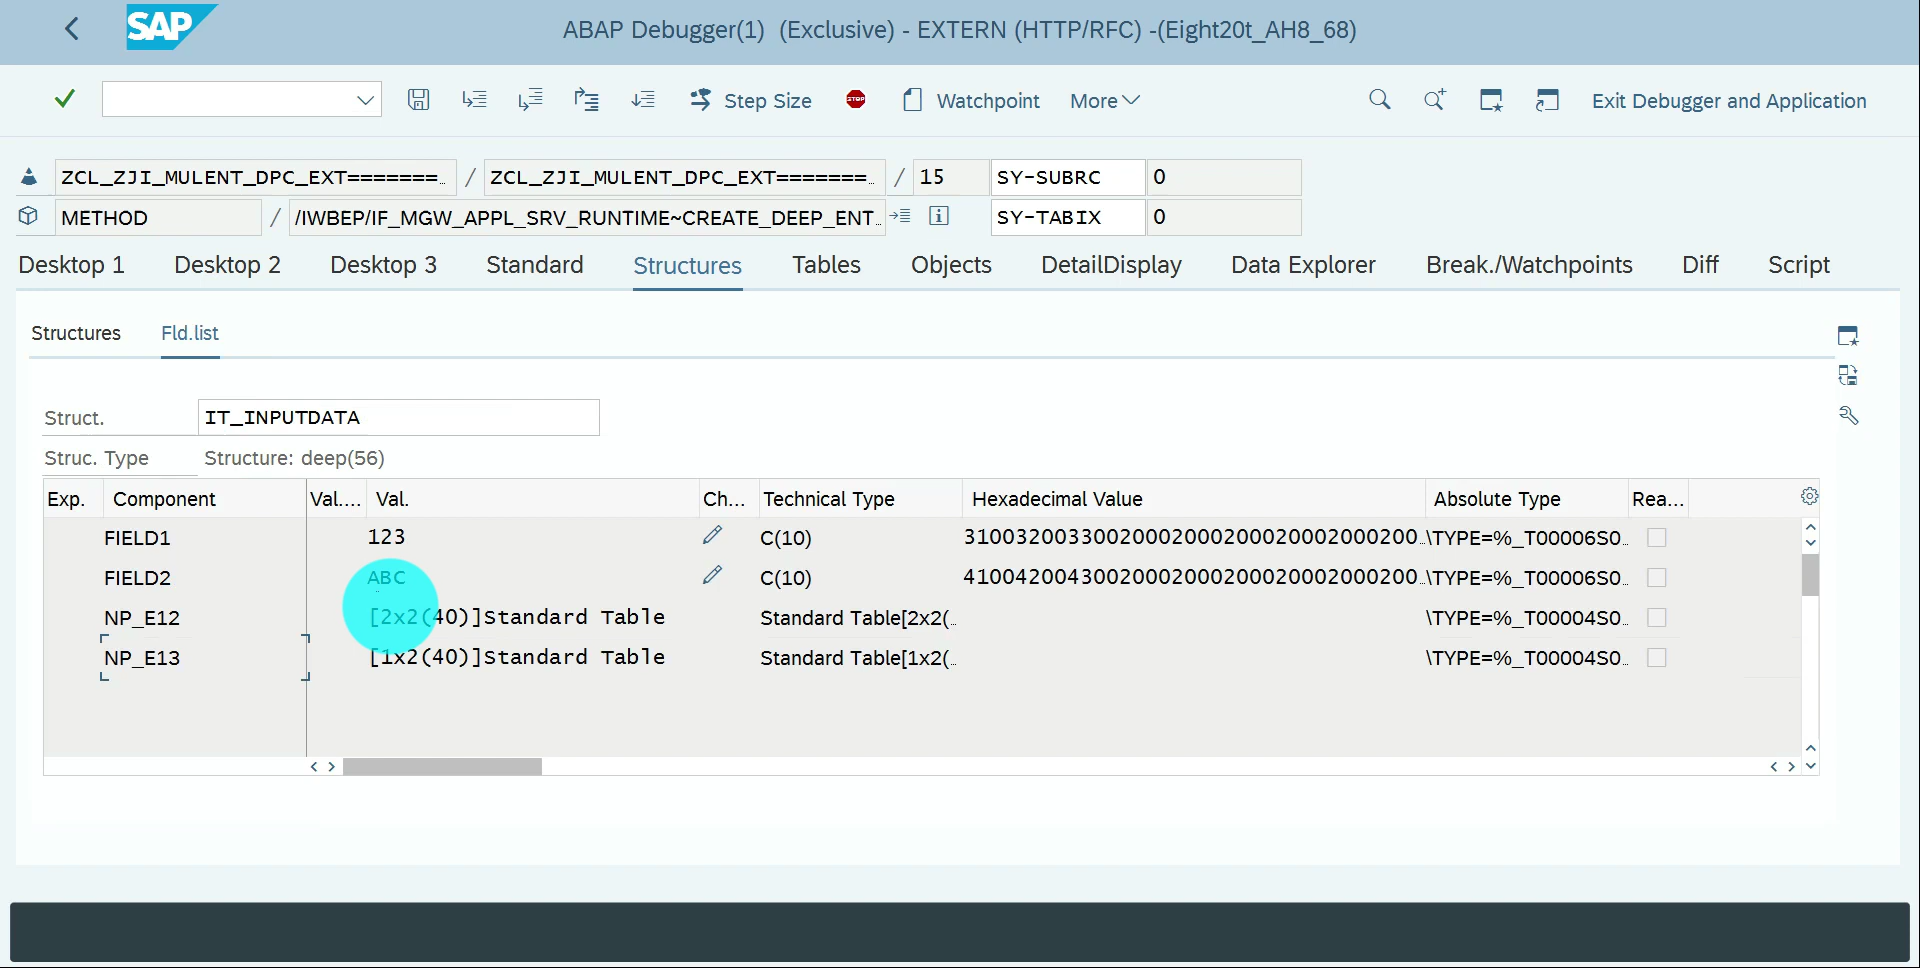 SAP
ABAP Debugger(1) (Exclusive) - EXTERN (HTTP/RFC) -(Eight20t_AH8_68)
Step Size STOP Watchpoint More Exit Debugger and Application
ZCL_ZJI_MULENT_DPC_EXT=======… / ZCL_ZJI_MULENT_DPC_EXT=======… / 15 SY-SUBRC 0
METHOD / /IWBEP/IF_MGW_APPL_SRV_RUNTIME~CREATE_DEEP_ENT… SY-TABIX 0
Desktop 1 Desktop 2 Desktop 3 Standard Structures Tables Objects DetailDisplay Data Explorer Break./Watchpoints Diff Script
Structures Fld.list
Struct. IT_INPUTDATA
Struc. Type Structure: deep(56)
Exp. Component Val.... Val. Ch... Technical Type Hexadecimal Value Absolute Type Rea...
FIELD1 123 C(10) 3100320033002000200020002000200020002000… \TYPE=%_T00006S0…
FIELD2 ABC C(10) 4100420043002000200020002000200020002000… \TYPE=%_T00006S0…
NP_E12 [2x2(40)]Standard Table Standard Table[2x2(… \TYPE=%_T00004S0…
NP_E13 [1x2(40)]Standard Table Standard Table[1x2(… \TYPE=%_T00004S0…